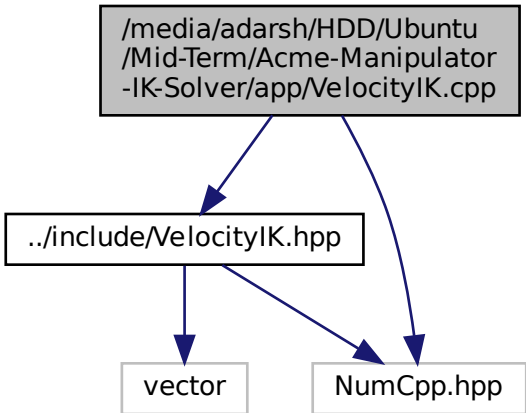 /media/adarsh/HDD/Ubuntu
/Mid-Term/Acme-Manipulator
-IK-Solver/app/VelocityIK.cpp
../include/VelocityIK.hpp
vector
NumCpp.hpp